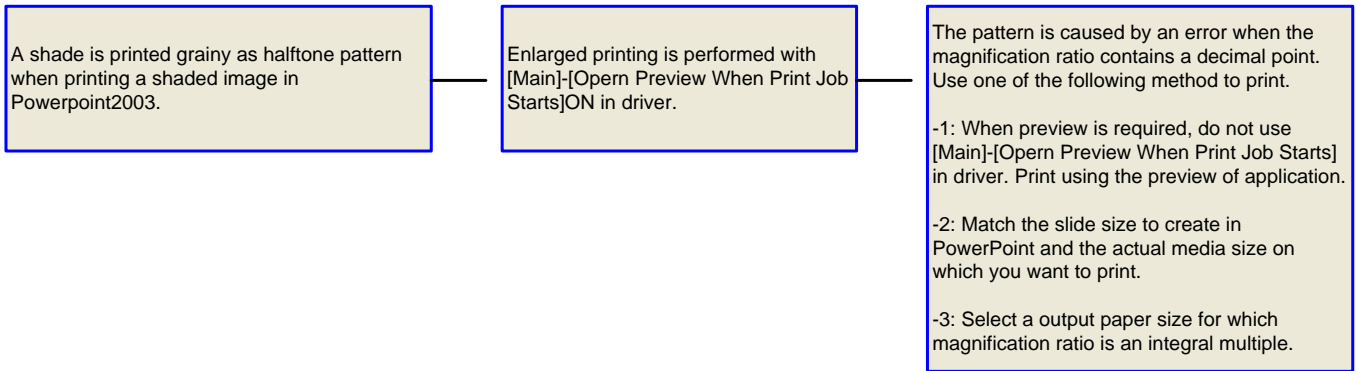 A shade is printed grainy as halftone pattern
when printing a shaded image in
Powerpoint2003.
Enlarged printing is performed with
[Main]-[Opern Preview When Print Job
Starts]ON in driver.
The pattern is caused by an error when the
magnification ratio contains a decimal point.
Use one of the following method to print.
-1: When preview is required, do not use
[Main]-[Opern Preview When Print Job Starts]
in driver. Print using the preview of application.
-2: Match the slide size to create in
PowerPoint and the actual media size on
which you want to print.
-3: Select a output paper size for which
magnification ratio is an integral multiple.